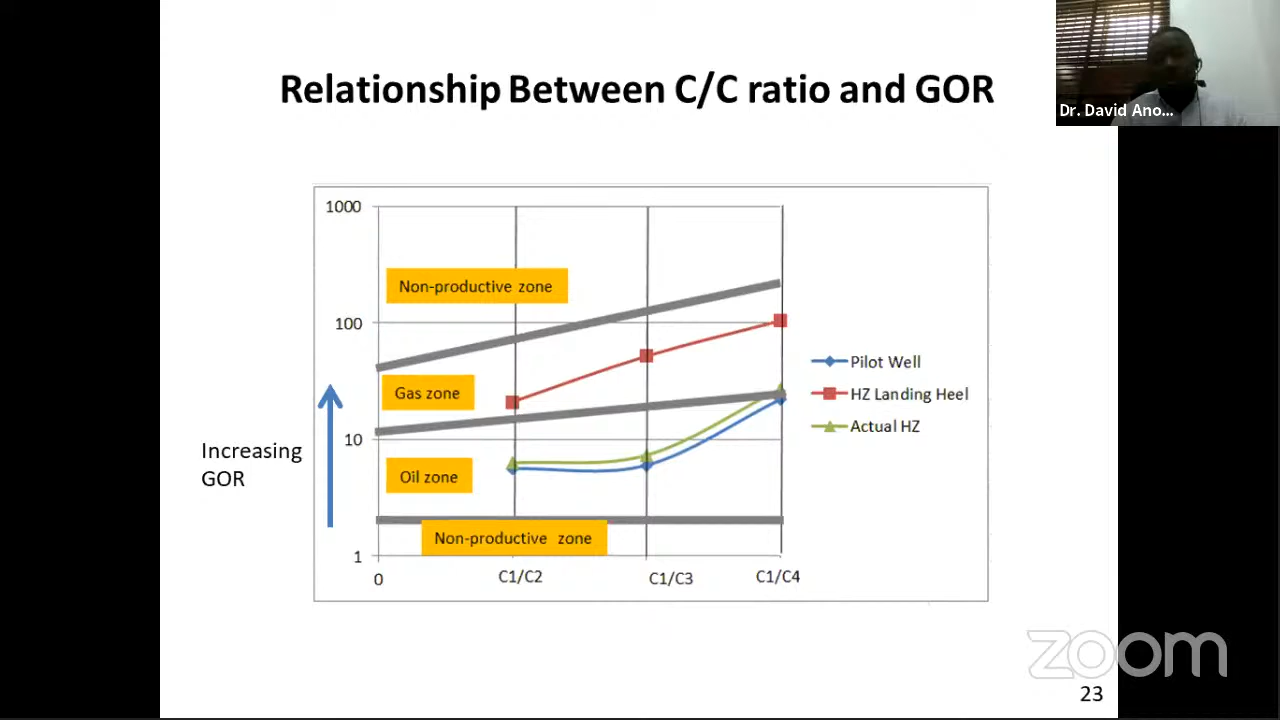 Relationship Between C/C ratio and GOR
Dr. David Ano...
1000
Non-productive zone
100
Pilot Well
Gas zone
HZ Landing Heel
Actual HZ
10
Increasing
GOR
Oil zone
Non-productive zone
1
0
C1/C2
C1/C3
C1/C4
zoom
23